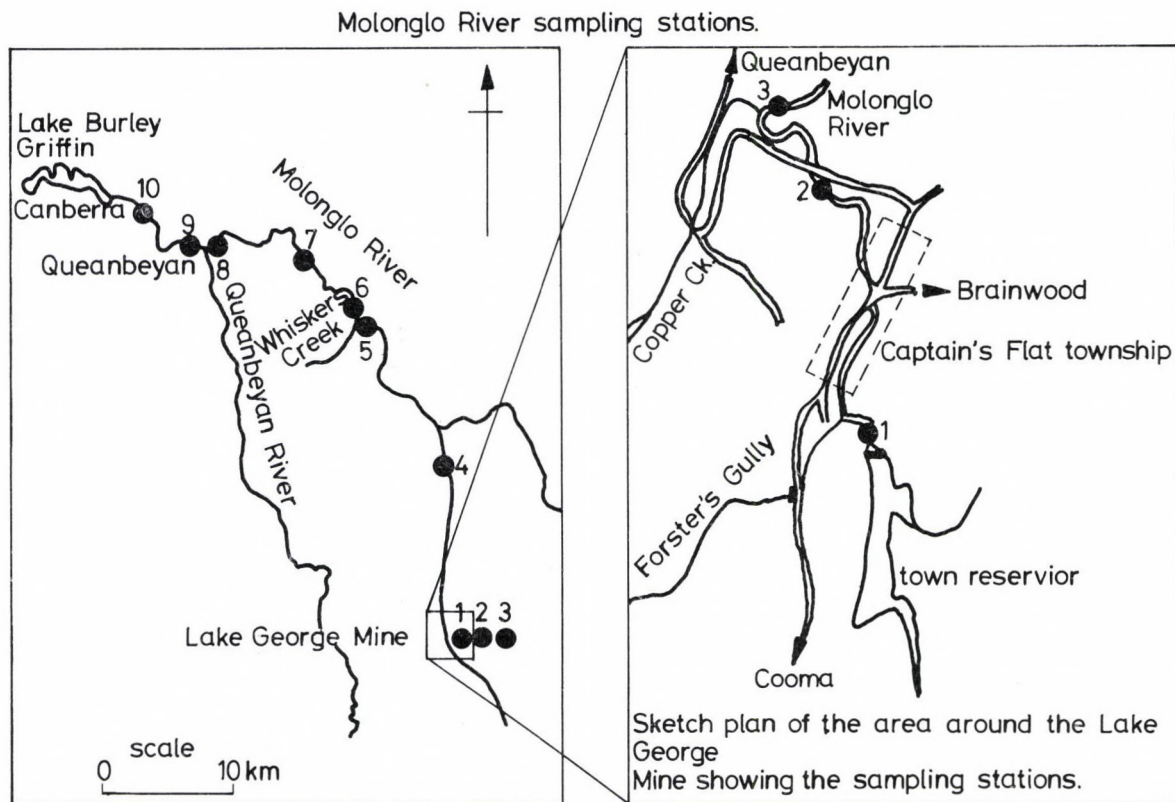 Molonglo River sampling stations.
Lake Burley
Griffin
Canberra
10
9
Queanbeyan
8
7
Molonglo River
6
Whiskers
Creek
5
Queanbeyan River
4
1 2 3
Lake George Mine
scale
0 10 km
Queanbeyan
3
Molonglo
River
2
Copper Ck.
Brainwood
Captain's Flat township
1
Forster's Gully
town reservior
Cooma
Sketch plan of the area around the Lake
George
Mine showing the sampling stations.